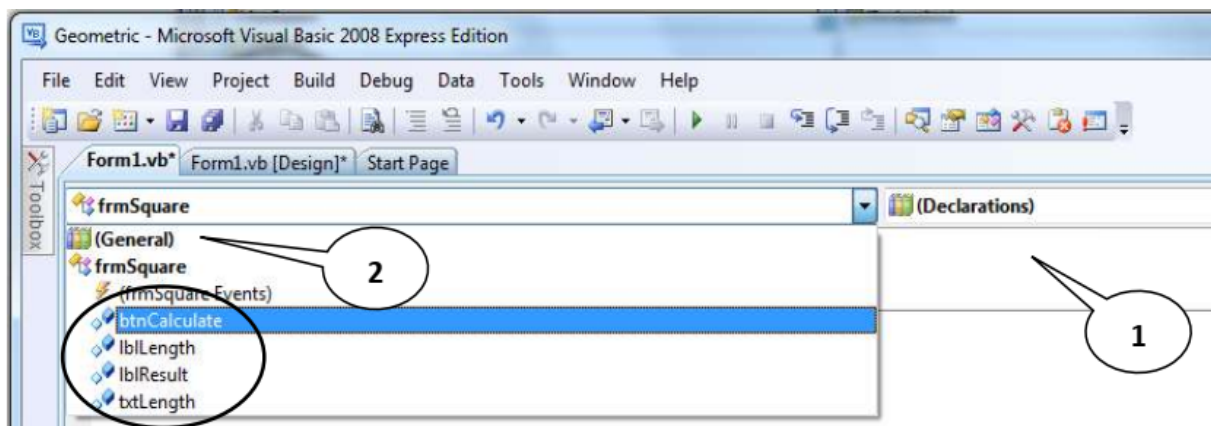 Geometric - Microsoft Visual Basic 2008 Express Edition
File Edit View Project Build Debug Data Tools Window Help
Form1.vb* Form1.vb [Design]* Start Page
Toolbox
frmSquare (Declarations)
(General)
frmSquare
2
(frmSquare Events)
btnCalculate
1
lblLength
lblResult
txtLength